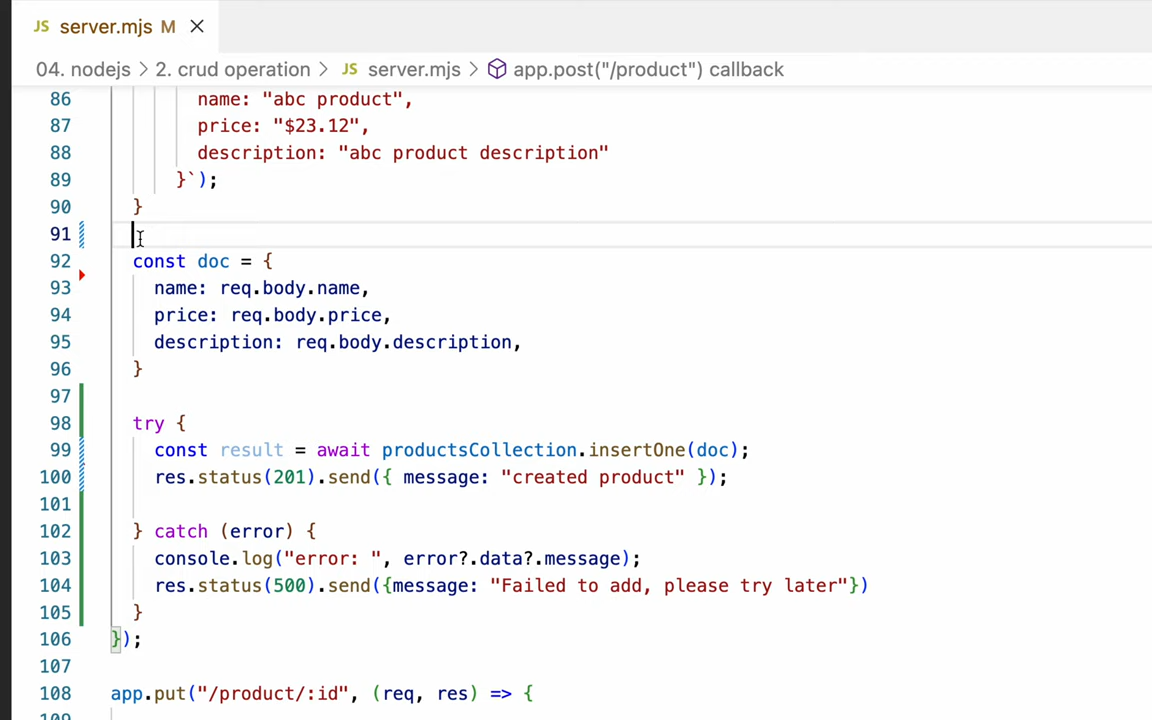 JS server.mjs M
04. nodejs > 2. crud operation > JS server.mjs > app.post("/product") callback
86 name: "abc product",
87 price: "$23.12",
88 description: "abc product description"
89 }`);
90 }
91
92 const doc = {
93 name: req.body.name,
94 price: req.body.price,
95 description: req.body.description,
96 }
97
98 try {
99 const result = await productsCollection.insertOne(doc);
100 res.status(201).send({ message: "created product" });
101
102 } catch (error) {
103 console.log("error: ", error?.data?.message);
104 res.status(500).send({message: "Failed to add, please try later"})
105 }
106 });
107
108 app.put("/product/:id", (req, res) => {
109